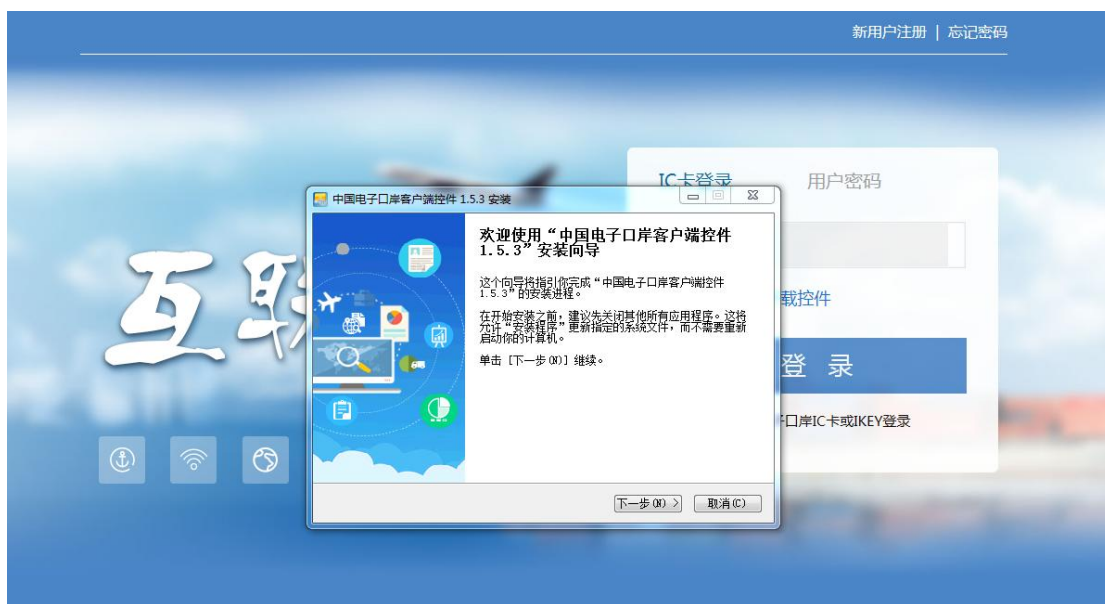 新用户注册 | 忘记密码
IC卡登录
用户密码
中国电子口岸客户端控件 1.5.3 安装
欢迎使用“中国电子口岸客户端控件
1.5.3”安装向导
这个向导将指引你完成“中国电子口岸客户端控件
1.5.3”的安装进程。
在开始安装之前，建议先关闭其他所有应用程序。这将
允许“安装程序”更新指定的系统文件，而不需要重新
启动你的计算机。
单击 [下一步(N)] 继续。
互联
载控件
登 录
口岸IC卡或IKEY登录
下一步(N) >
取消(C)